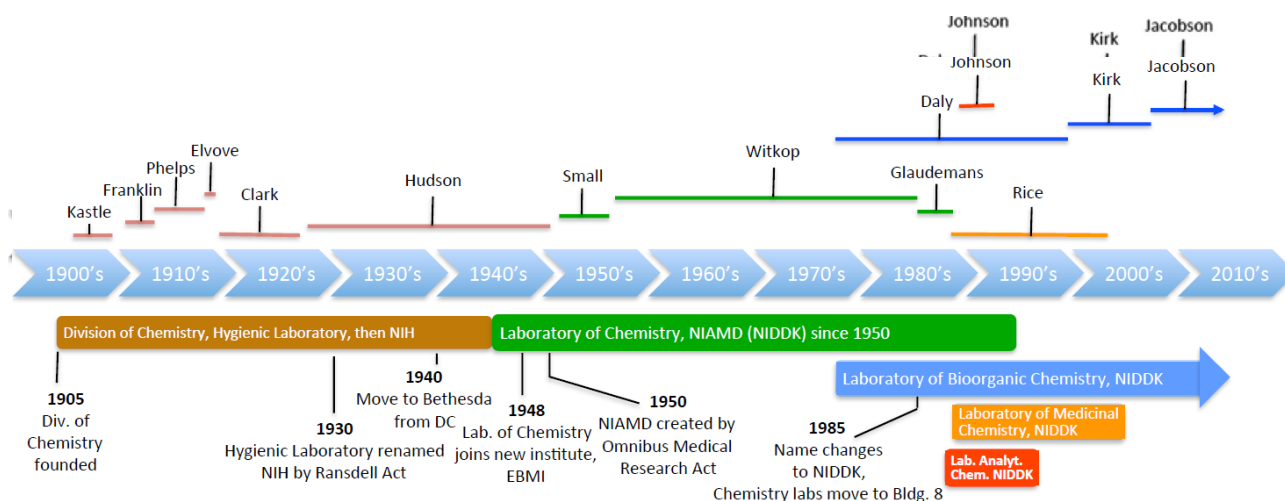 Johnson
Kirk
Jacobson
Johnson
Kirk
Jacobson
Daly
Elvove
Phelps
Franklin
Kastle
Clark
Hudson
Small
Witkop
Glaudemans
Rice
1900's
1910's
1920's
1930's
1940's
1950's
1960's
1970's
1980's
1990's
2000's
2010's
Division of Chemistry, Hygienic Laboratory, then NIH
Laboratory of Chemistry, NIAMD (NIDDK) since 1950
Laboratory of Bioorganic Chemistry, NIDDK
Laboratory of Medicinal
Chemistry, NIDDK
Lab. Analyt.
Chem. NIDDK
1905
Div. of
Chemistry
founded
1930
Hygienic Laboratory renamed
NIH by Ransdell Act
1940
Move to Bethesda
from DC
1948
Lab. of Chemistry
joins new institute,
EBMI
1950
NIAMD created by
Omnibus Medical
Research Act
1985
Name changes
to NIDDK,
Chemistry labs move to Bldg. 8